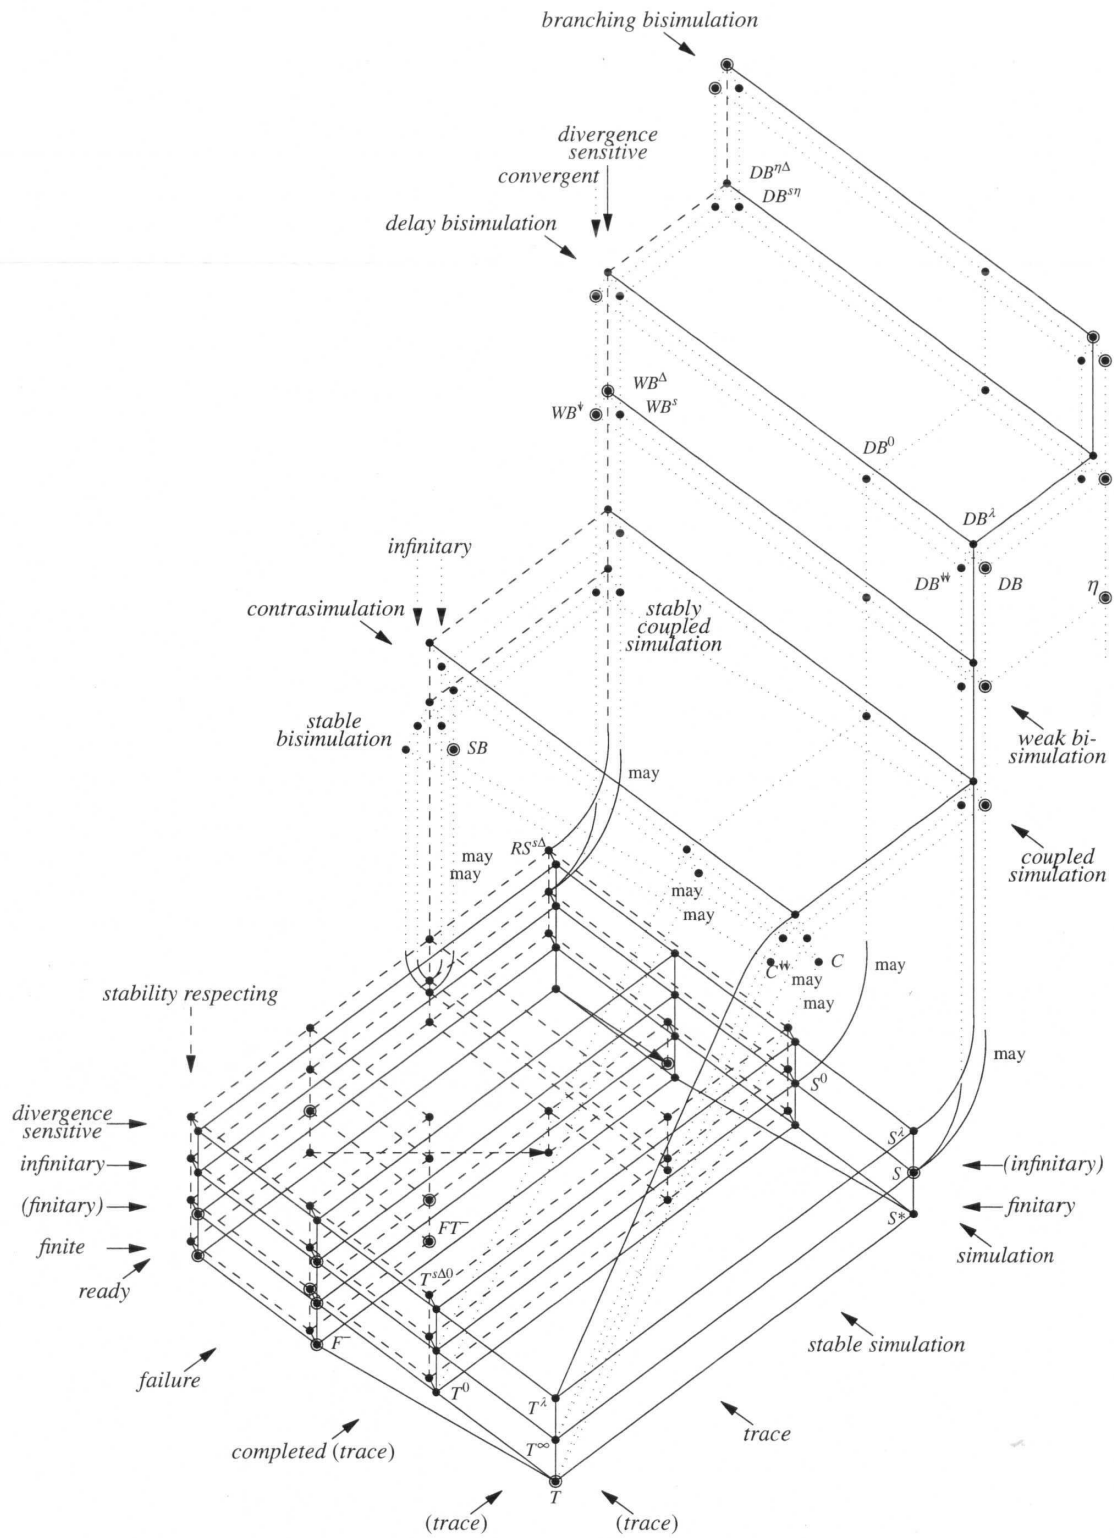 branching bisimulation
divergence
sensitive
convergent
DB^{ηΔ}
DB^{sη}
delay bisimulation
WB^Δ
WB^s
WB^↓
DB^0
DB^λ
infinitary
DB
η
contrasimulation
stably
coupled
simulation
stable
bisimulation
SB
weak bi-
simulation
may
RS^{sΔ}
may
may
coupled
simulation
may
may
C
may
may
may
stability respecting
may
S^0
divergence
sensitive
S^λ
infinitary
S
(infinitary)
(finitary)
S*
finitary
FT^-
finite
simulation
ready
T^{sΔ0}
F^-
stable simulation
failure
T^0
T^λ
completed (trace)
T^∞
trace
T
(trace)
(trace)